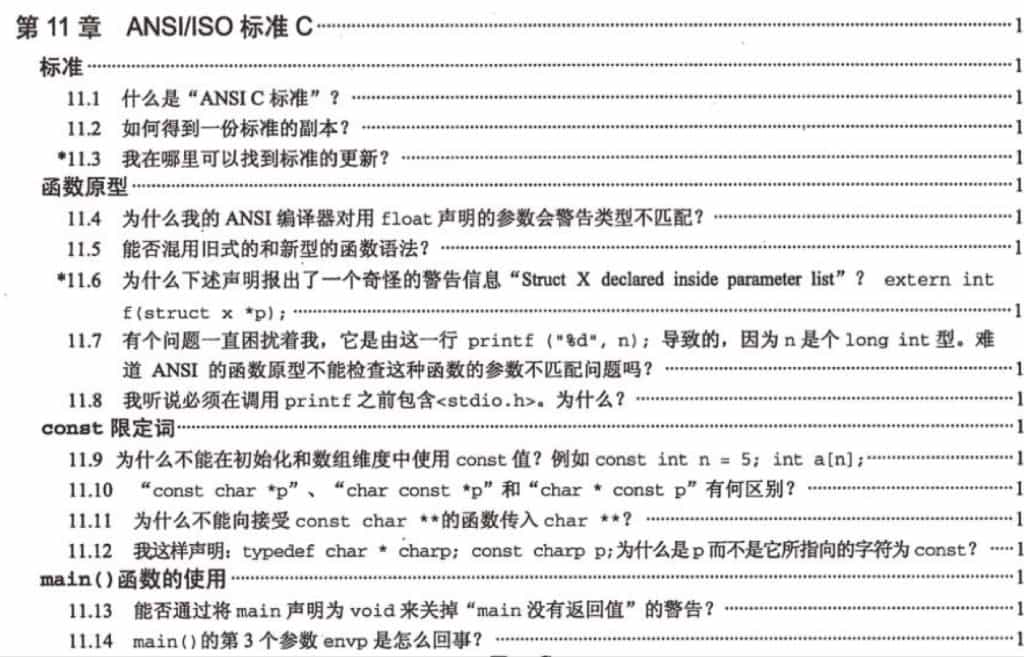 第 11 章 ANSI/ISO 标准 C……1
标准……1
11.1 什么是“ANSI C 标准”？……1
11.2 如何得到一份标准的副本？……1
*11.3 我在哪里可以找到标准的更新？……1
函数原型……1
11.4 为什么我的 ANSI 编译器对用 float 声明的参数会警告类型不匹配？……1
11.5 能否混用旧式的和新型的函数语法？……1
*11.6 为什么下述声明报出了一个奇怪的警告信息“Struct X declared inside parameter list”？ extern int
f(struct x *p);……1
11.7 有个问题一直困扰着我，它是由这一行 printf ("%d", n); 导致的，因为 n 是个 long int 型。难
道 ANSI 的函数原型不能检查这种函数的参数不匹配问题吗？……1
11.8 我听说必须在调用 printf 之前包含<stdio.h>。为什么？……1
const 限定词……1
11.9 为什么不能在初始化和数组维度中使用 const 值？例如 const int n = 5; int a[n];……1
11.10 “const char *p”、“char const *p”和“char * const p”有何区别？……1
11.11 为什么不能向接受 const char **的函数传入 char **？……1
11.12 我这样声明：typedef char * charp; const charp p;为什么是 p 而不是它所指向的字符为 const？……1
main()函数的使用……1
11.13 能否通过将 main 声明为 void 来关掉“main 没有返回值”的警告？……1
11.14 main()的第 3 个参数 envp 是怎么回事？……1